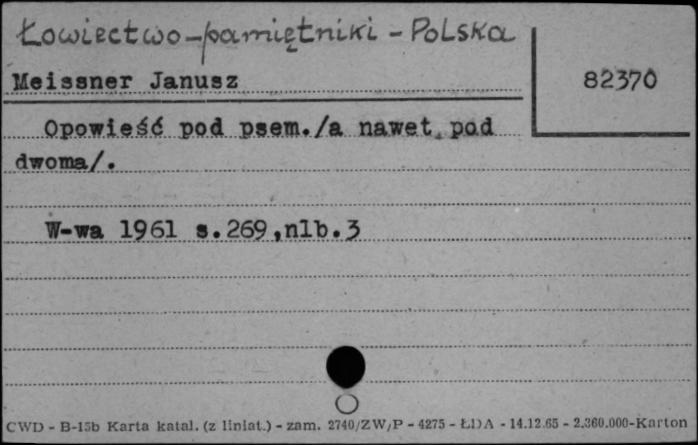 Łowiectwo-pamiętniki - Polska
Meissner Janusz
82370
Opowieść pod psem./a nawet pod
dwoma/.
W-wa 1961 s.269,nlb.3
CWD - B-15b Karta katal. (z liniat.) - zam. 2740/ZW/P - 4275 - ŁDA - 14.12.65 - 2.360.000-Karton